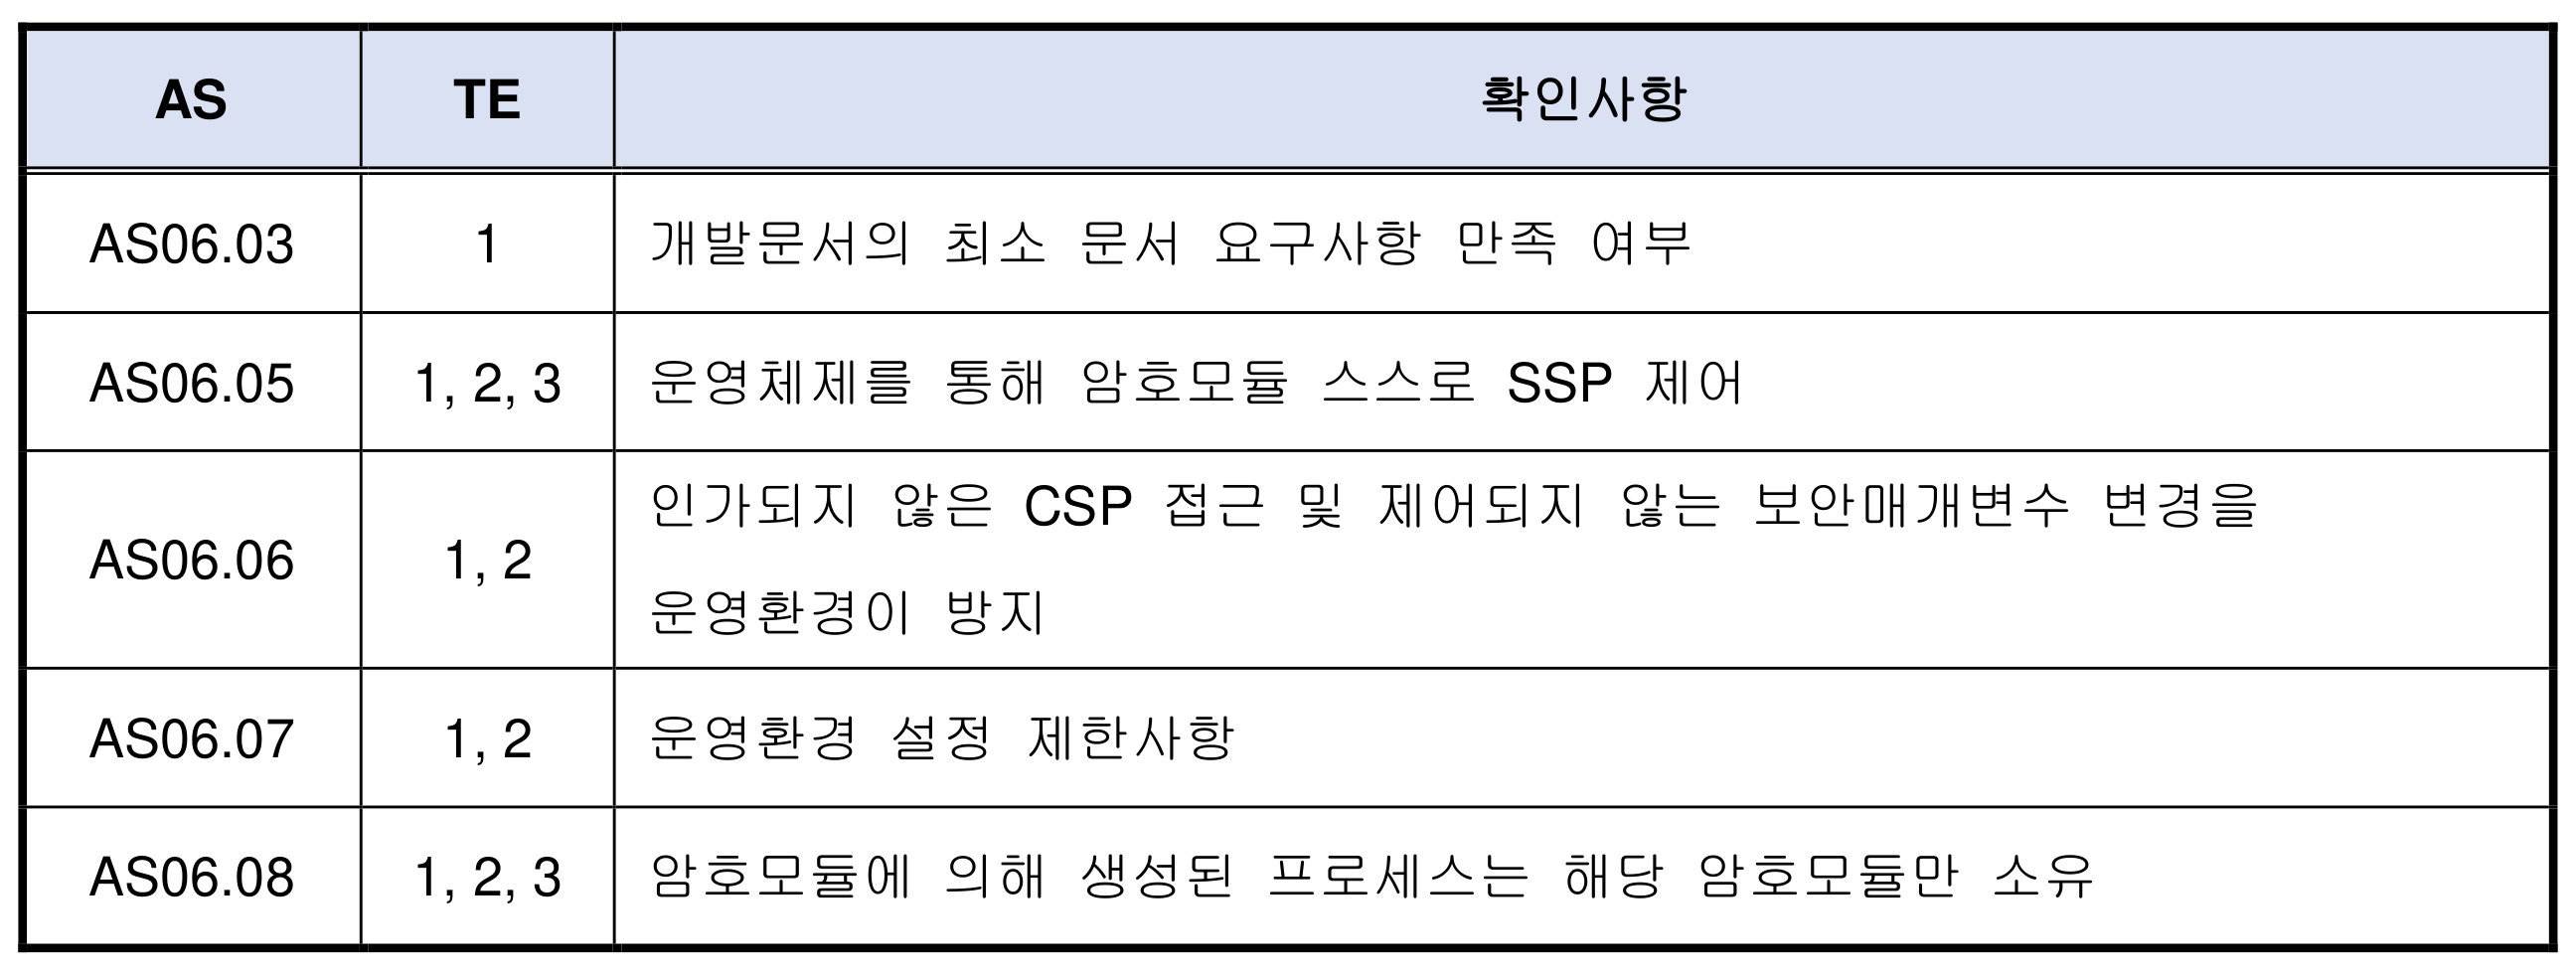 AS TE 확인사항
AS06.03 1 개발문서의 최소 문서 요구사항 만족 여부
AS06.05 1, 2, 3 운영체제를 통해 암호모듈 스스로 SSP 제어
AS06.06 1, 2 인가되지 않은 CSP 접근 및 제어되지 않는 보안매개변수 변경을
운영환경이 방지
AS06.07 1, 2 운영환경 설정 제한사항
AS06.08 1, 2, 3 암호모듈에 의해 생성된 프로세스는 해당 암호모듈만 소유